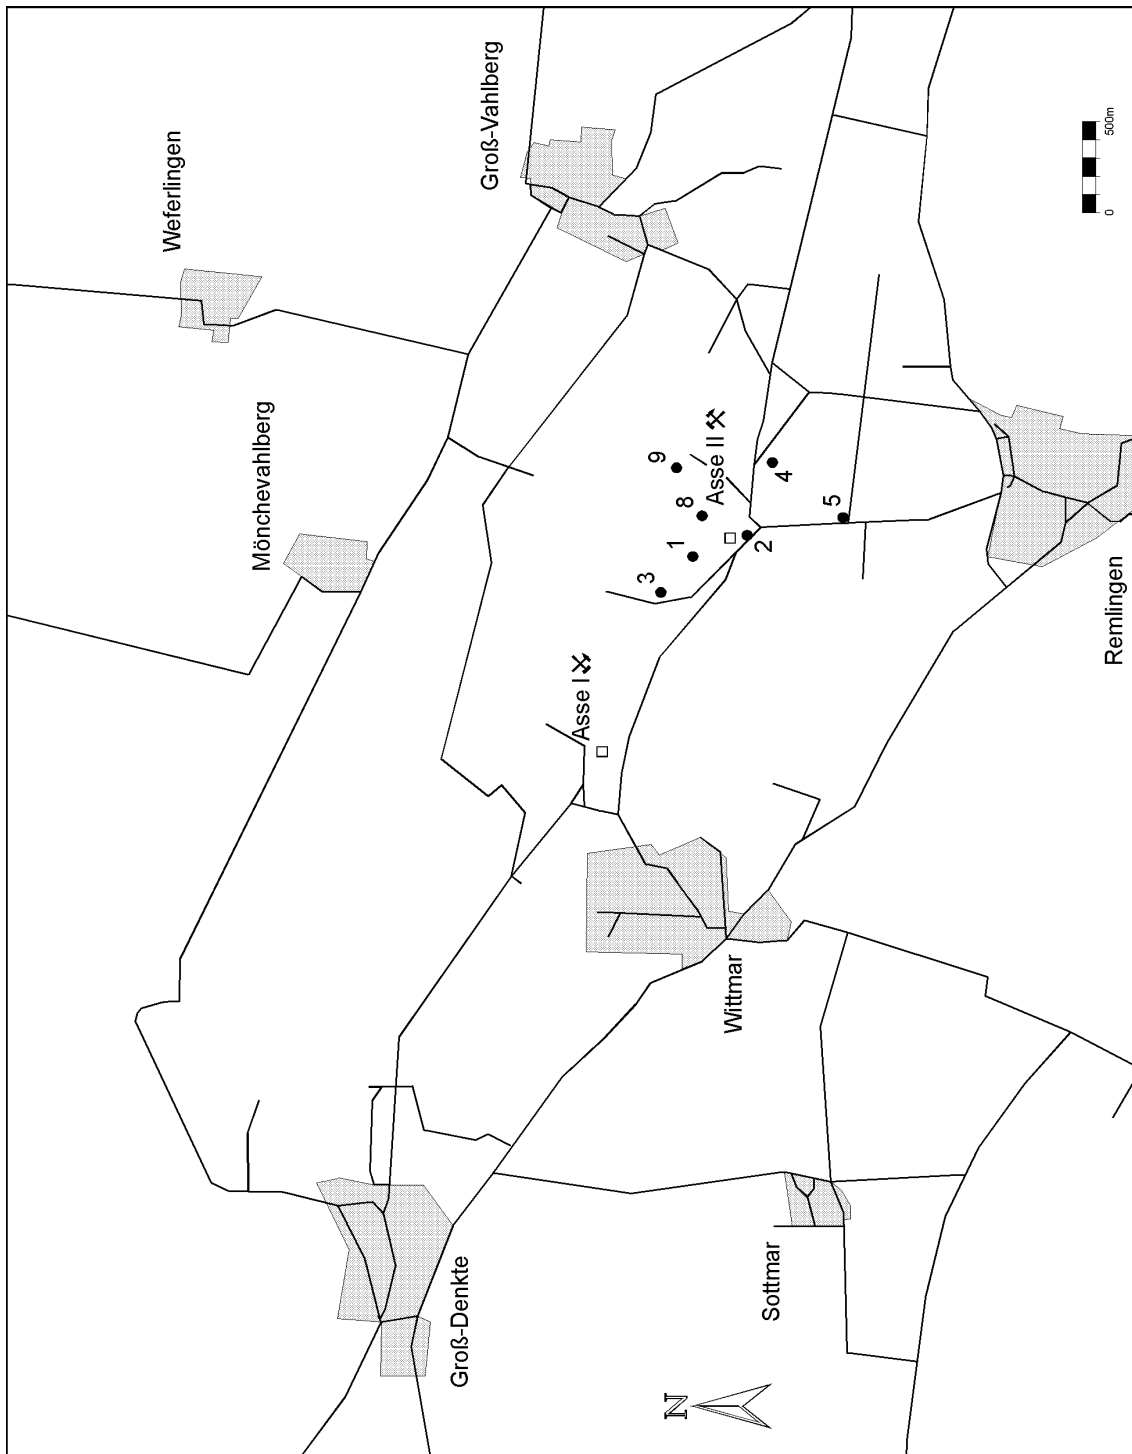 Weferlingen
Mönchevahlberg
Groß-Denkte
Groß-Vahlberg
Asse I
3
9
N
1
8
Asse II
Wittmar
2
Sottmar
4
5
Remlingen
0 500m